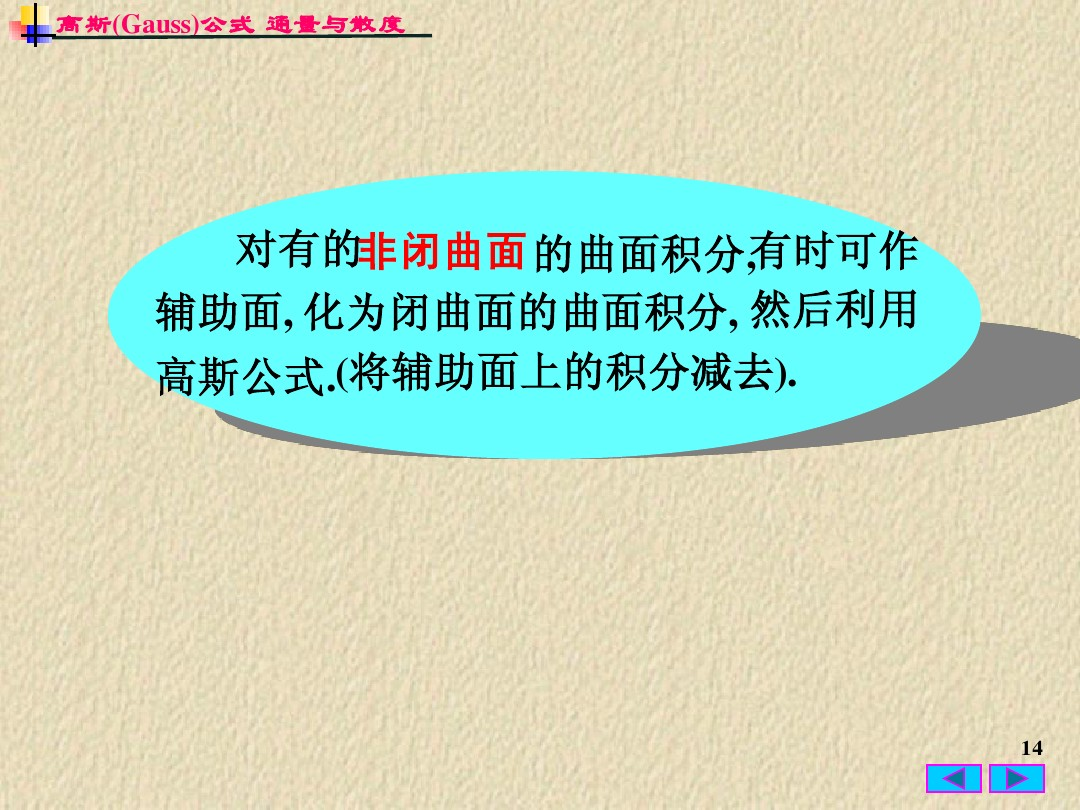 高斯(Gauss)公式 通量与散度
对有的非闭曲面的曲面积分,有时可作
辅助面, 化为闭曲面的曲面积分, 然后利用
高斯公式.(将辅助面上的积分减去).
14